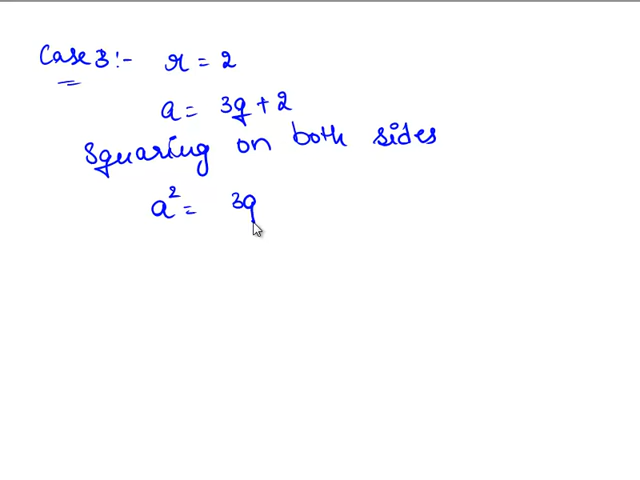 Case 3:- r = 2
a = 3q + 2
Squaring on both sides
a² = 3q